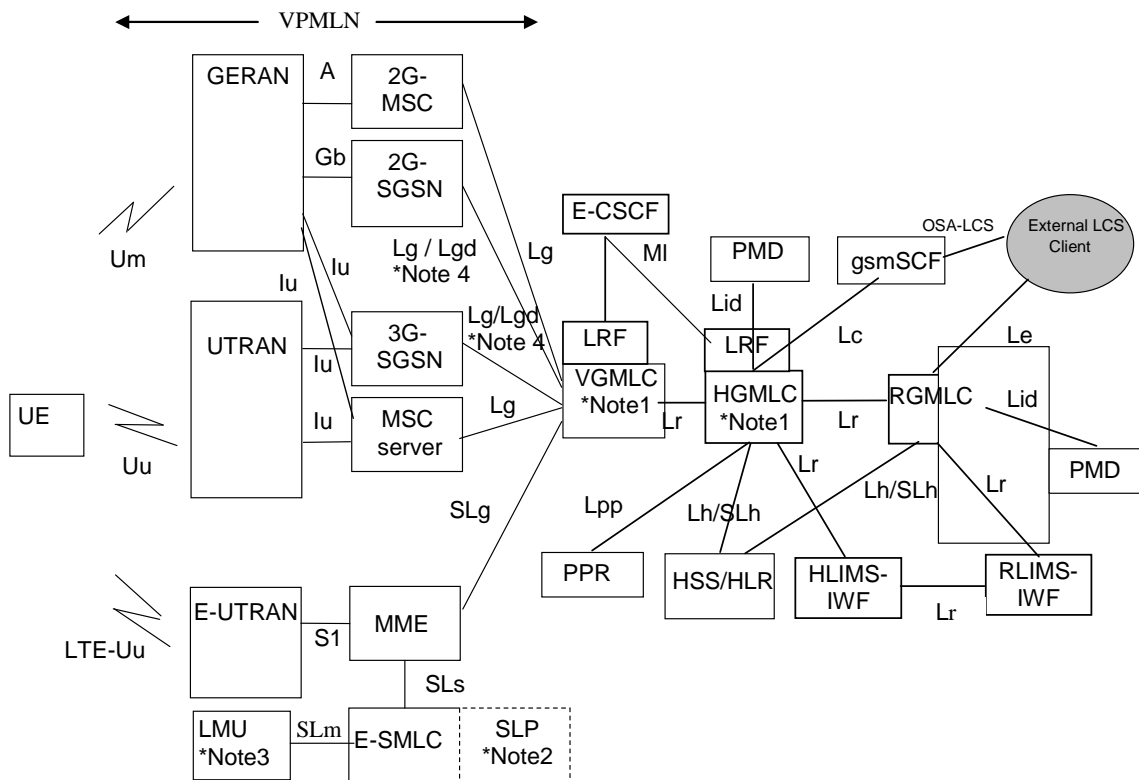 VPMLN
GERAN
A
2G-
MSC
Gb
2G-
SGSN
Um
Iu
Iu
Lg / Lgd
*Note 4
Lg
E-CSCF
Ml
PMD
Lid
OSA-LCS
gsmSCF
External LCS
Client
UTRAN
Iu
3G-
SGSN
Lg/Lgd
*Note 4
LRF
LRF
Lc
Le
VGMLC
*Note1
Lr
HGMLC
*Note1
Lr
RGMLC
Lid
PMD
UE
Uu
Iu
MSC
server
Lg
SLg
Lpp
Lh/SLh
Lr
Lh/SLh
Lr
PPR
HSS/HLR
HLIMS-
IWF
Lr
RLIMS-
IWF
LTE-Uu
E-UTRAN
S1
MME
SLs
LMU
*Note3
SLm
E-SMLC
SLP
*Note2